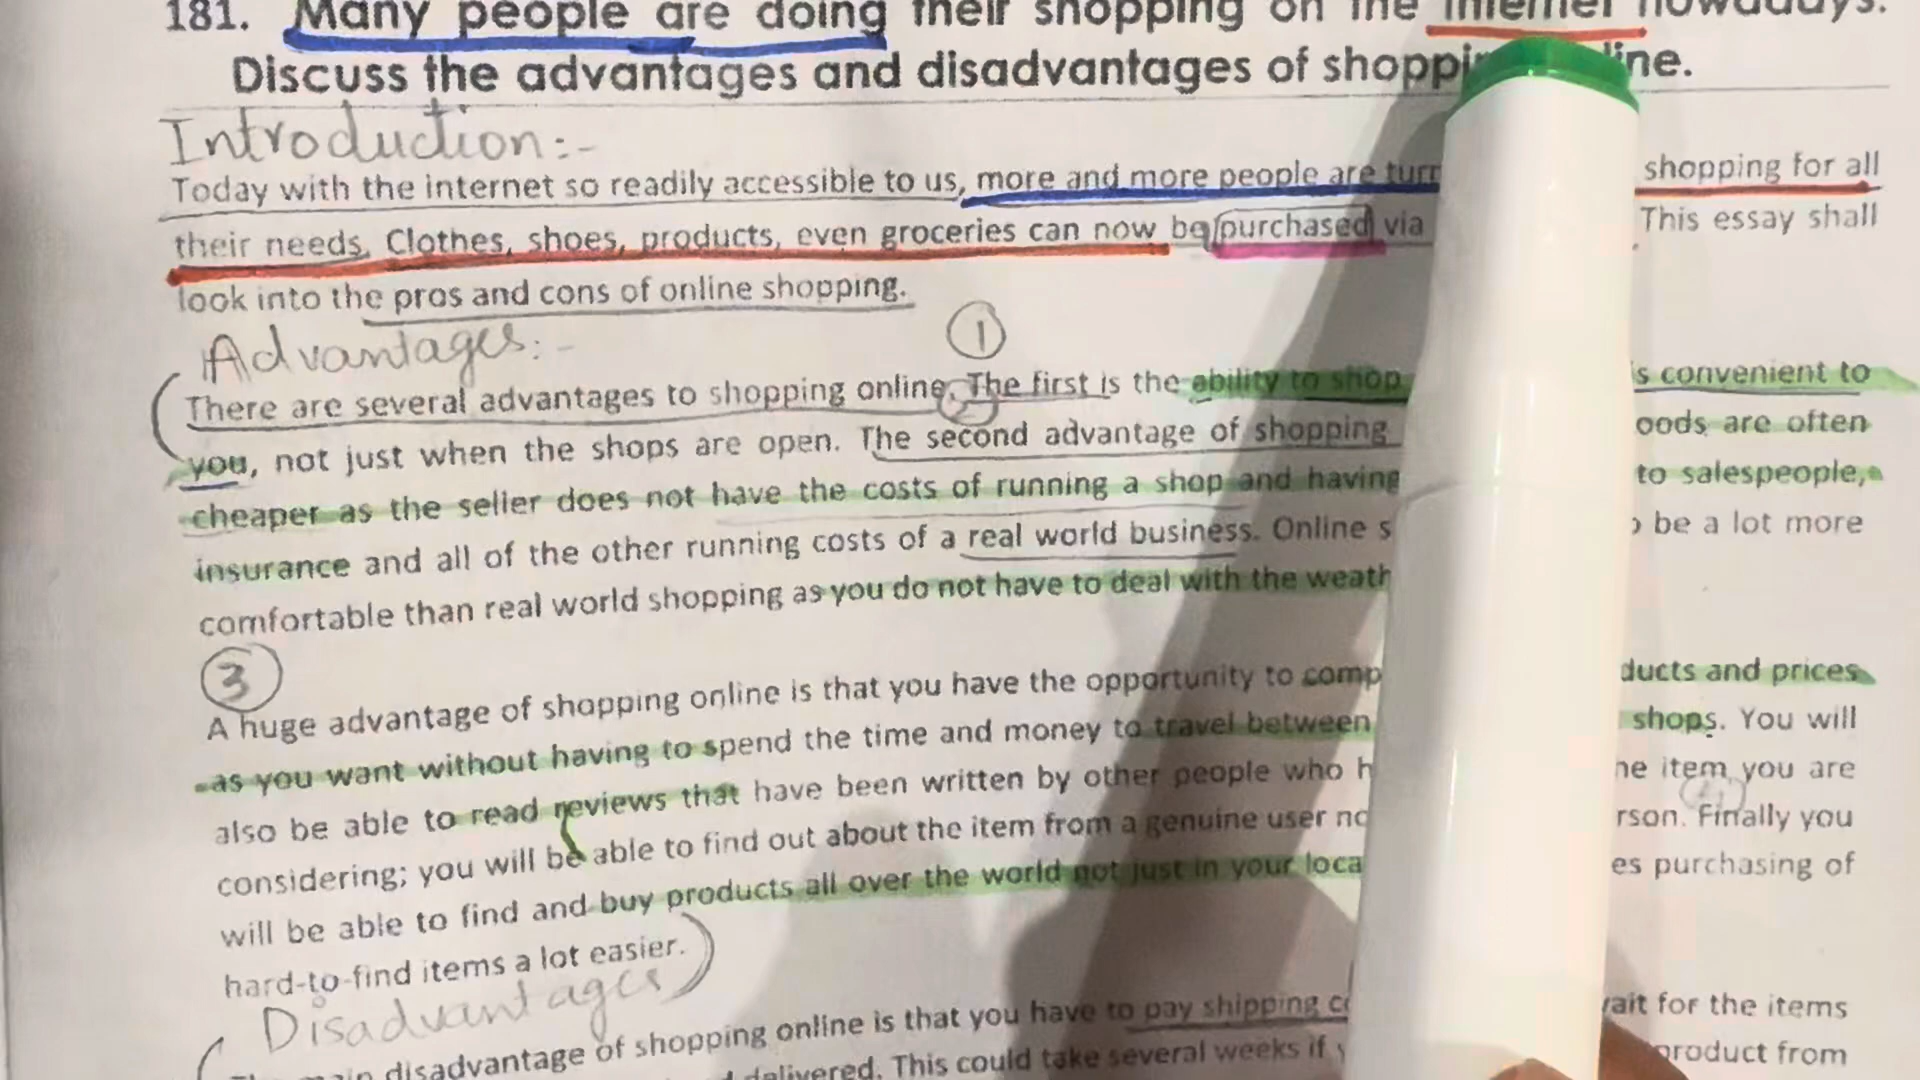 181. Many people are doing their shopping on the internet nowadays.
Discuss the advantages and disadvantages of
Introduction:-
Today with the internet so readily accessible to us, more and more people are shopping for all
their needs. Clothes, shoes, products, even groceries can now be purchased via This essay shall
look into the pros and cons of online shopping.
Advantages:-
1
There are several advantages to shopping online. The first is the ability to shop convenient to
2
you, not just when the shops are open. The second advantage of shopping are often
cheaper as the seller does not have the costs of running a shop and having to salespeople,
insurance and all of the other running costs of a real world business. Online be a lot more
comfortable than real world shopping as you do not have to deal with the
3
A huge advantage of shopping online is that you have the opportunity to and prices
as you want without having to spend the time and money to travel between shops. You will
also be able to read reviews that have been written by other people who item you are
4
considering; you will be able to find out about the item from a genuine user Finally you
will be able to find and buy products all over the world not just in your purchasing of
hard-to-find items a lot easier.
Disadvantages
disadvantage of shopping online is that you have to pay shipping for the items
delivered. This could take several weeks if product from